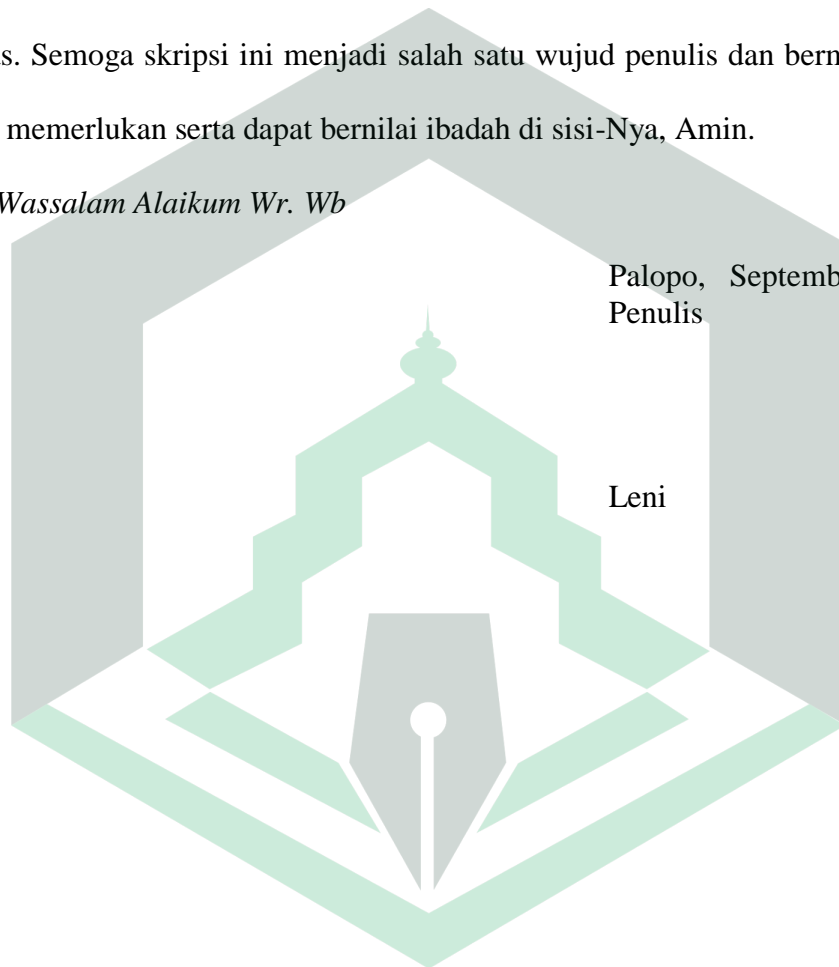 s. Semoga skripsi ini menjadi salah satu wujud penulis dan bern
memerlukan serta dapat bernilai ibadah di sisi-Nya, Amin.
Wassalam Alaikum Wr. Wb
Palopo, Septemb
Penulis
Leni